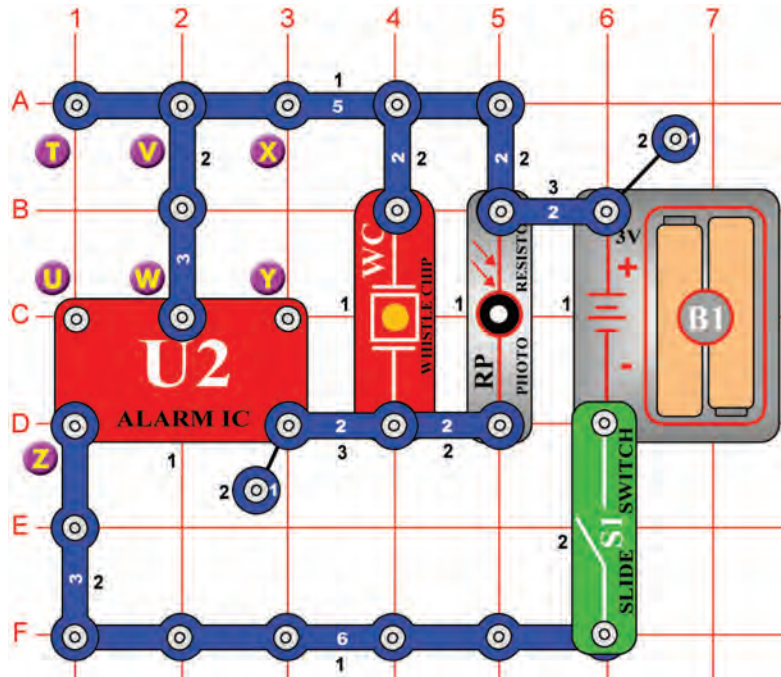 1 2 3 4 5 6 7
1
A 5
2 1
T V 2 X 2 2 2 2
3
B 2
3V
WC RESISTOR +
3
U W Y
C 1 WHISTLE CHIP 1 1 B1
U2 RP PHOTO -
ALARM IC
D 2 2
Z 1 3 2
2 1
SLIDE S1 SWITCH
E 2
3 2
F 6
1